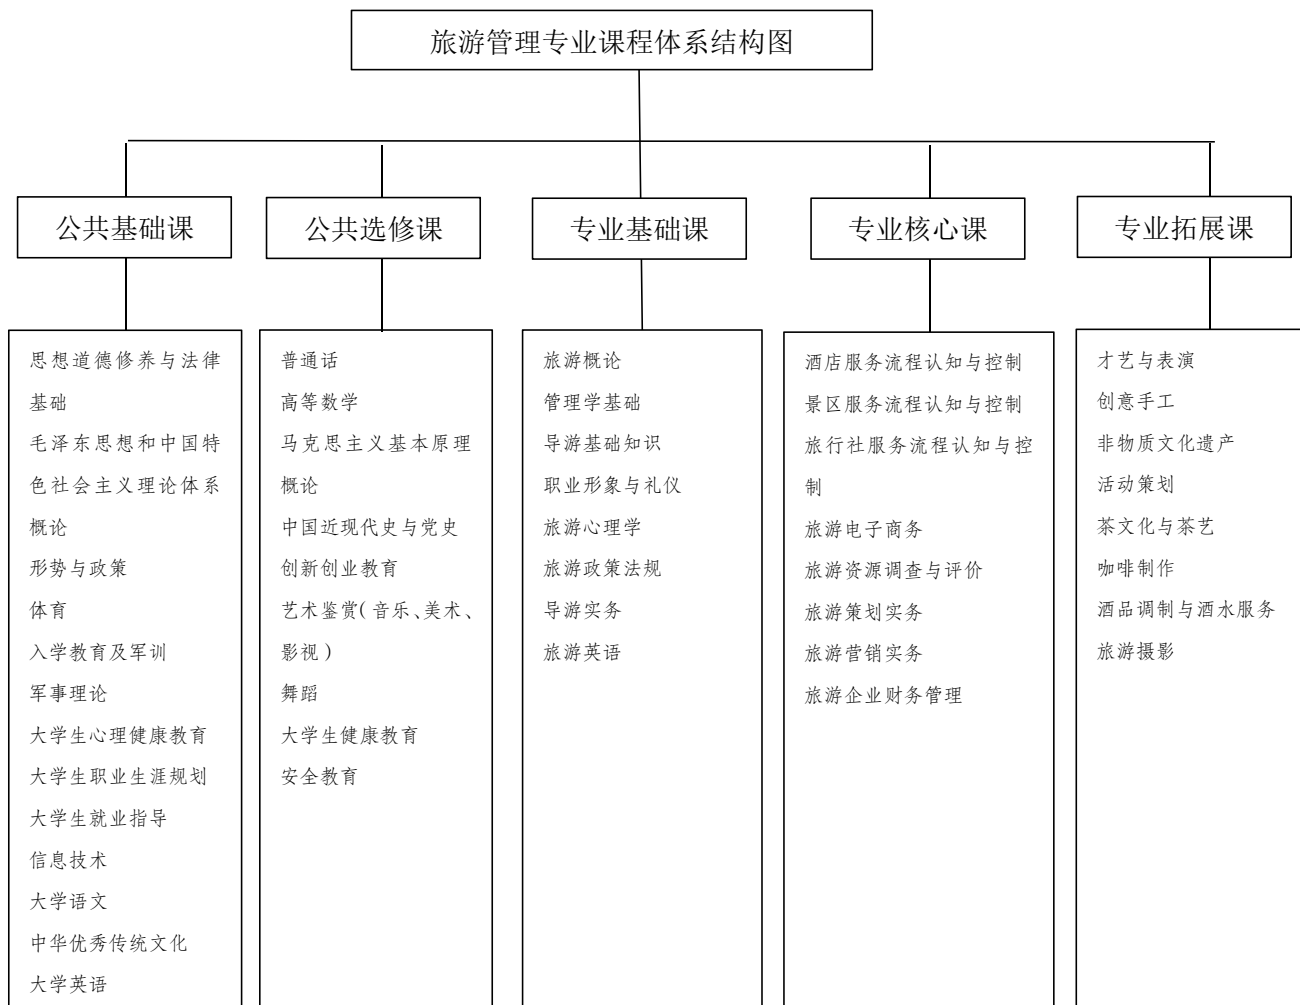 旅游管理专业课程体系结构图
公共基础课
公共选修课
专业基础课
专业核心课
专业拓展课
思想道德修养与法律
基础
毛泽东思想和中国特
色社会主义理论体系
概论
形势与政策
体育
入学教育及军训
军事理论
大学生心理健康教育
大学生职业生涯规划
大学生就业指导
信息技术
大学语文
中华优秀传统文化
大学英语
普通话
高等数学
马克思主义基本原理
概论
中国近现代史与党史
创新创业教育
艺术鉴赏(音乐、美术、
影视)
舞蹈
大学生健康教育
安全教育
旅游概论
管理学基础
导游基础知识
职业形象与礼仪
旅游心理学
旅游政策法规
导游实务
旅游英语
酒店服务流程认知与控制
景区服务流程认知与控制
旅行社服务流程认知与控
制
旅游电子商务
旅游资源调查与评价
旅游策划实务
旅游营销实务
旅游企业财务管理
才艺与表演
创意手工
非物质文化遗产
活动策划
茶文化与茶艺
咖啡制作
酒品调制与酒水服务
旅游摄影